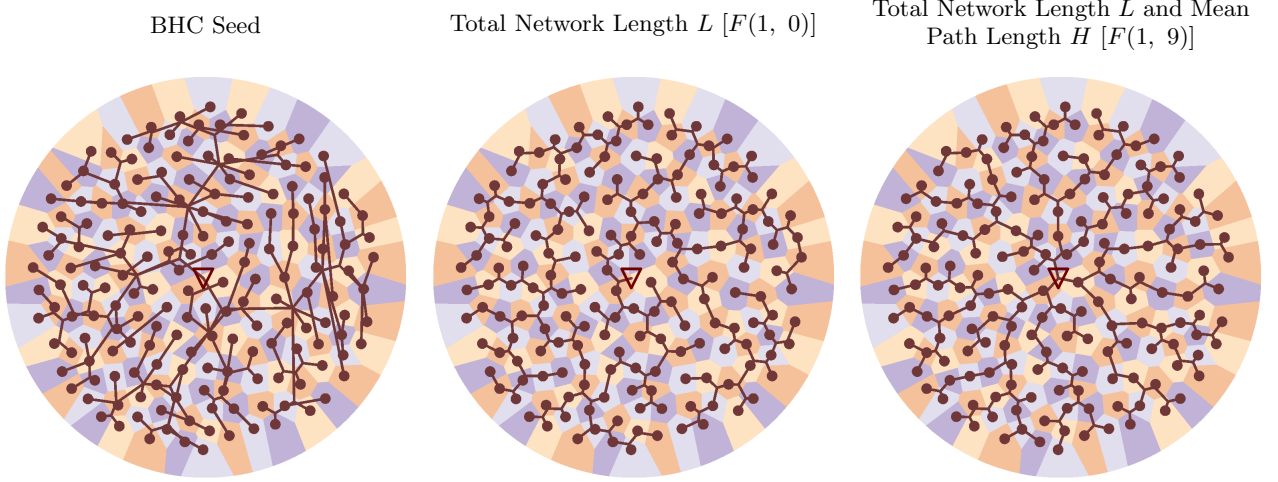 BHC Seed
Total Network Length L [F(1, 0)]
Total Network Length L and Mean
Path Length H [F(1, 9)]